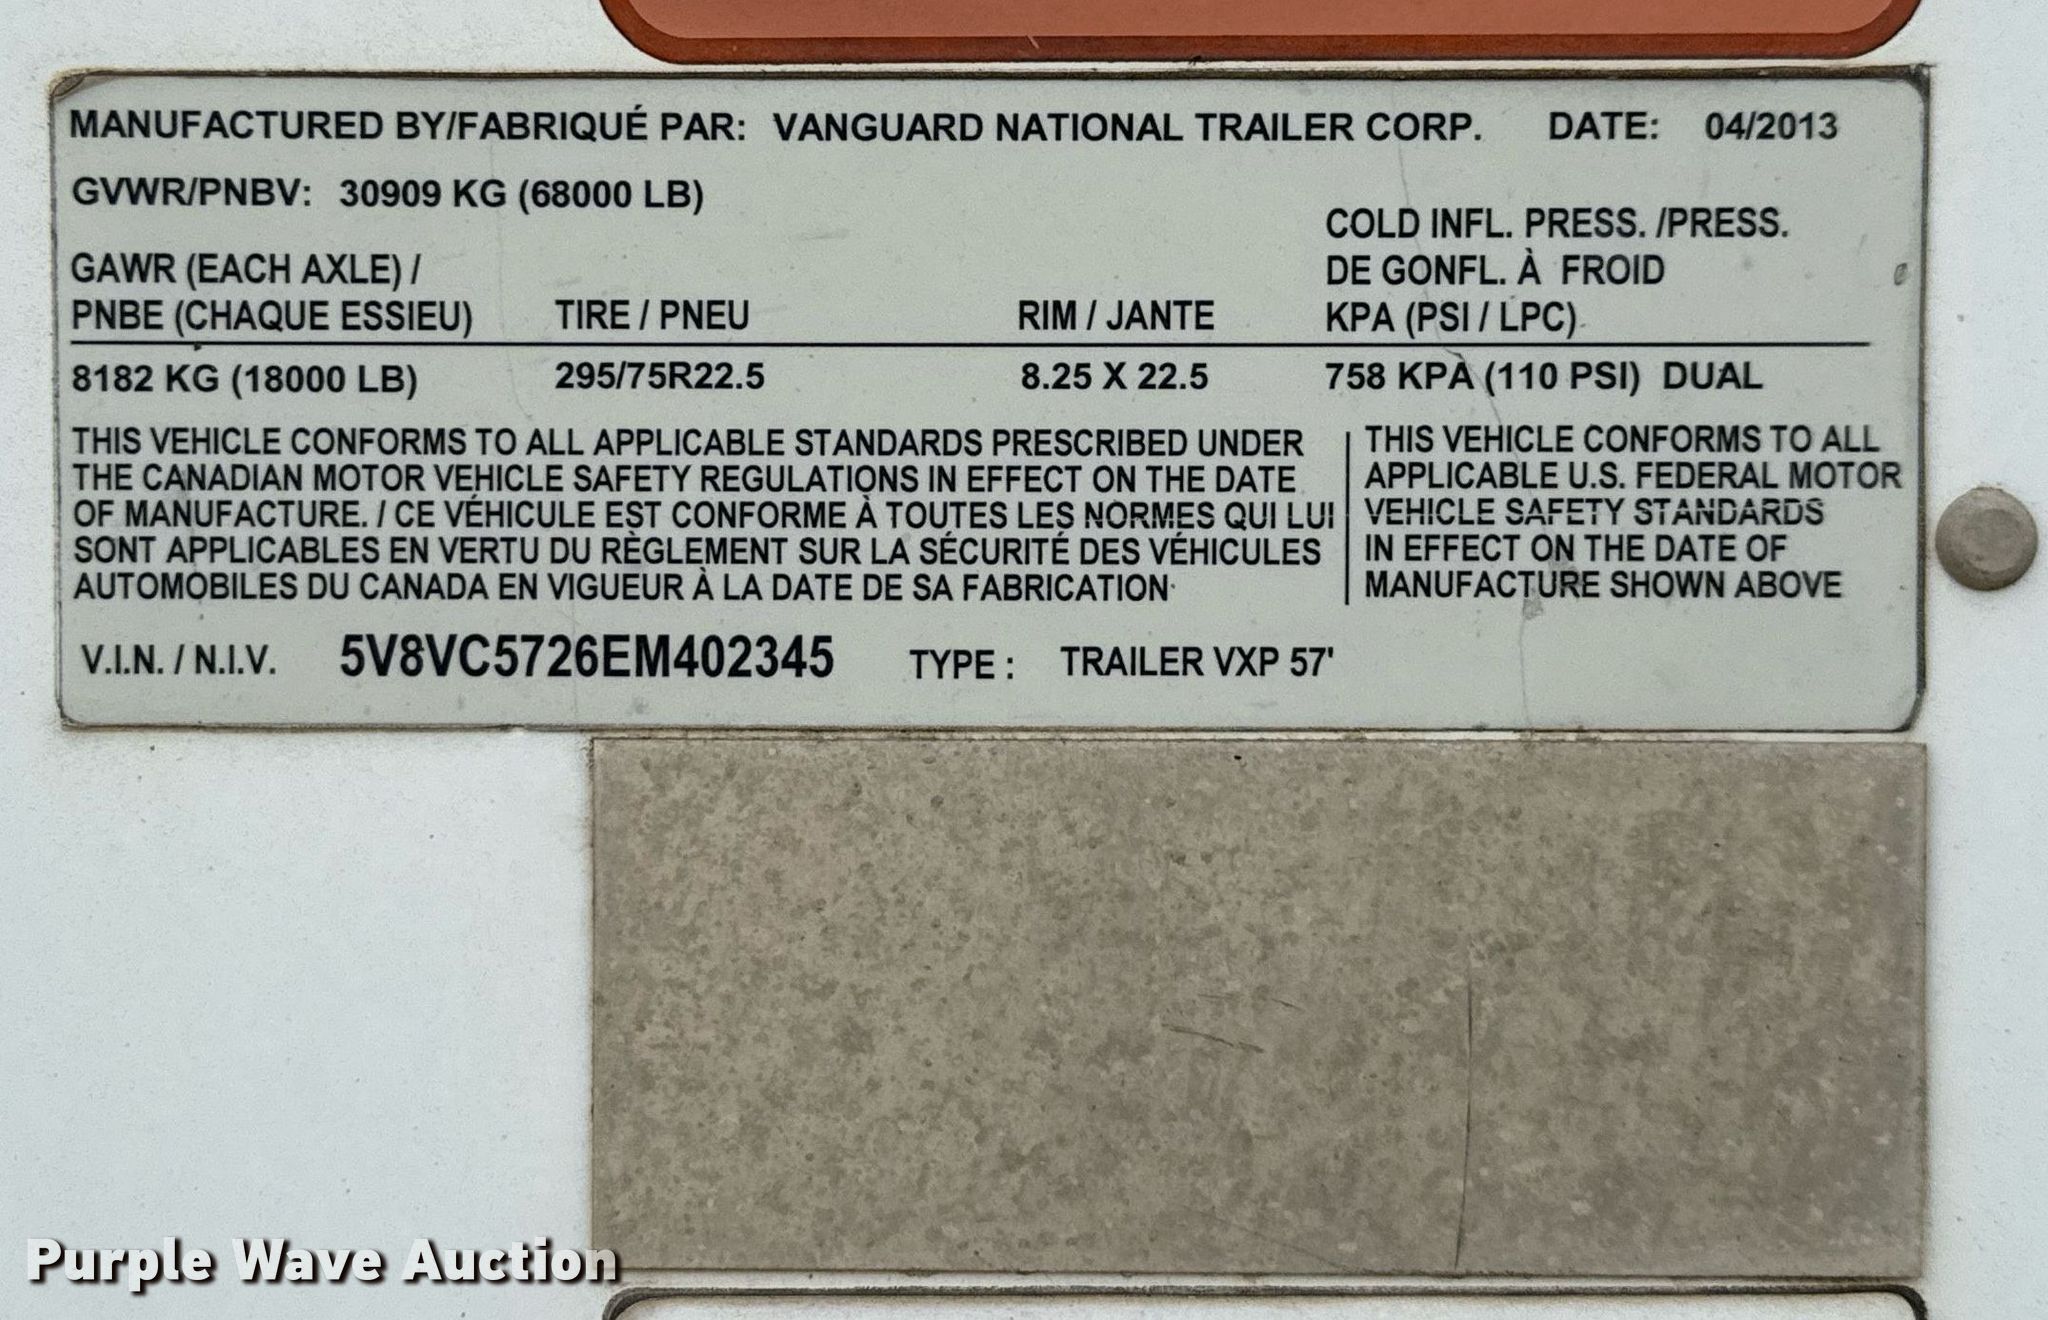 MANUFACTURED BY/FABRIQUÉ PAR: VANGUARD NATIONAL TRAILER CORP. DATE: 04/2013
GVWR/PNBV: 30909 KG (68000 LB)
GAWR (EACH AXLE) /
PNBE (CHAQUE ESSIEU)
TIRE / PNEU
RIM / JANTE
COLD INFL. PRESS. /PRESS.
DE GONFL. À FROID
KPA (PSI / LPC)
8182 KG (18000 LB) 295/75R22.5 8.25 X 22.5 758 KPA (110 PSI) DUAL
THIS VEHICLE CONFORMS TO ALL APPLICABLE STANDARDS PRESCRIBED UNDER
THE CANADIAN MOTOR VEHICLE SAFETY REGULATIONS IN EFFECT ON THE DATE
OF MANUFACTURE. / CE VÉHICULE EST CONFORME À TOUTES LES NORMES QUI LUI
SONT APPLICABLES EN VERTU DU RÈGLEMENT SUR LA SÉCURITÉ DES VÉHICULES
AUTOMOBILES DU CANADA EN VIGUEUR À LA DATE DE SA FABRICATION
THIS VEHICLE CONFORMS TO ALL
APPLICABLE U.S. FEDERAL MOTOR
VEHICLE SAFETY STANDARDS
IN EFFECT ON THE DATE OF
MANUFACTURE SHOWN ABOVE
V.I.N. / N.I.V. 5V8VC5726EM402345 TYPE : TRAILER VXP 57'
Purple Wave Auction